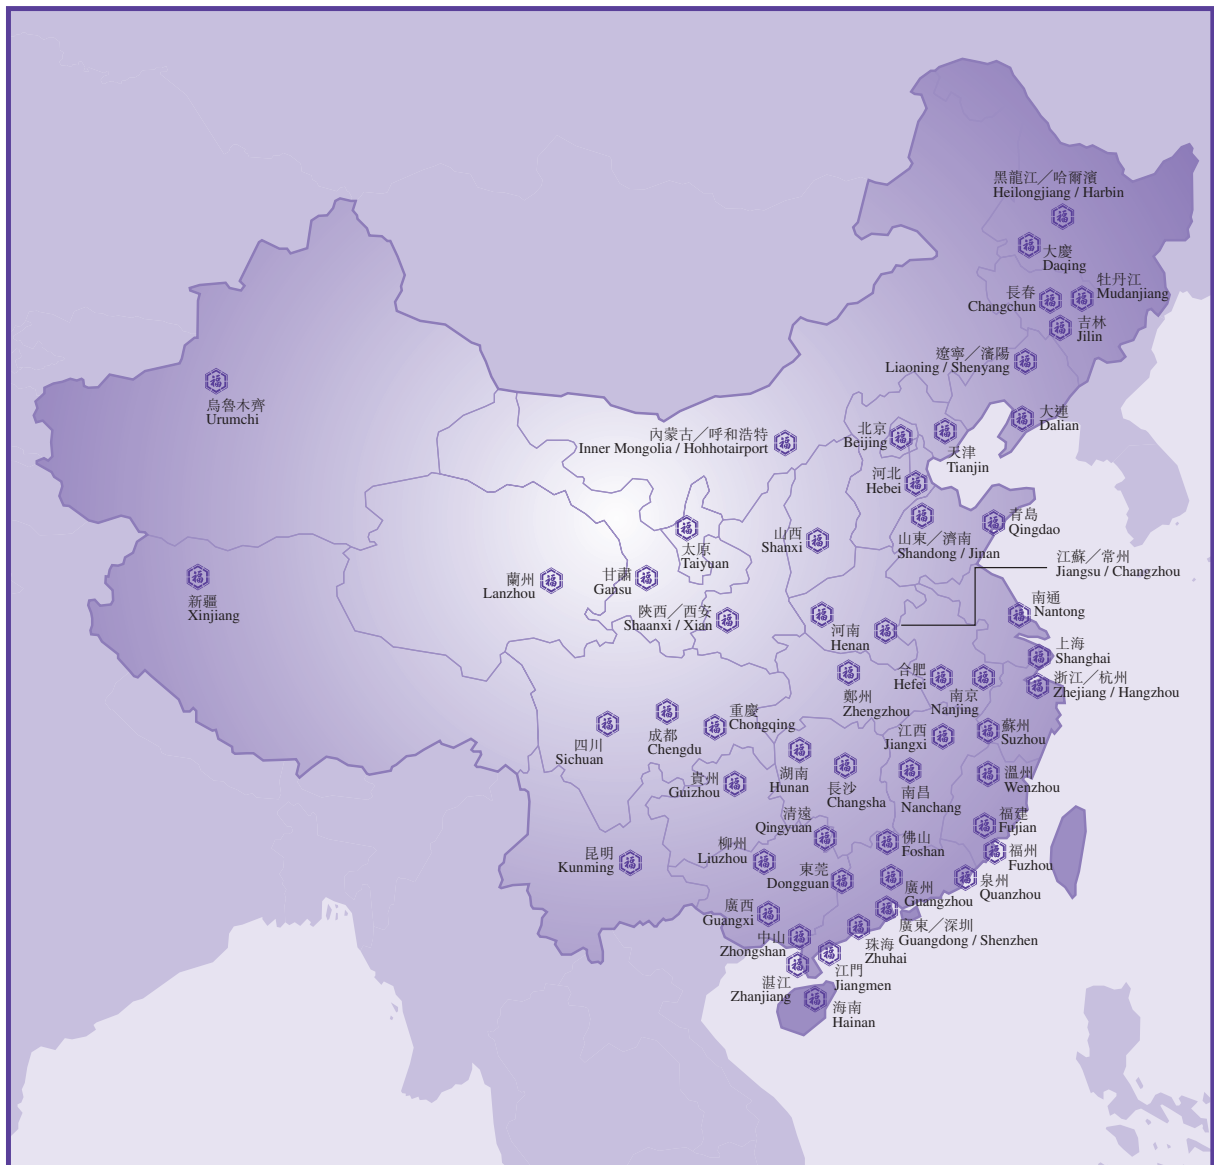 黑龍江／哈爾濱
Heilongjiang / Harbin
大慶
Daqing
牡丹江
Mudanjiang
長春
Changchun
吉林
Jilin
遼寧／瀋陽
Liaoning / Shenyang
烏魯木齊
Urumchi
大連
Dalian
內蒙古／呼和浩特
Inner Mongolia / Hohhotairport
北京
Beijing
天津
Tianjin
河北
Hebei
青島
Qingdao
山東／濟南
Shandong / Jinan
山西
Shanxi
太原
Taiyuan
江蘇／常州
Jiangsu / Changzhou
蘭州
Lanzhou
甘肅
Gansu
新疆
Xinjiang
陝西／西安
Shaanxi / Xian
南通
Nantong
河南
Henan
上海
Shanghai
合肥
Hefei
南京
Nanjing
浙江／杭州
Zhejiang / Hangzhou
鄭州
Zhengzhou
四川
Sichuan
成都
Chengdu
重慶
Chongqing
江西
Jiangxi
蘇州
Suzhou
貴州
Guizhou
湖南
Hunan
長沙
Changsha
南昌
Nanchang
溫州
Wenzhou
清遠
Qingyuan
福建
Fujian
昆明
Kunming
柳州
Liuzhou
佛山
Foshan
福州
Fuzhou
東莞
Dongguan
廣州
Guangzhou
泉州
Quanzhou
廣西
Guangxi
廣東／深圳
Guangdong / Shenzhen
中山
Zhongshan
珠海
Zhuhai
湛江
Zhanjiang
江門
Jiangmen
海南
Hainan
福